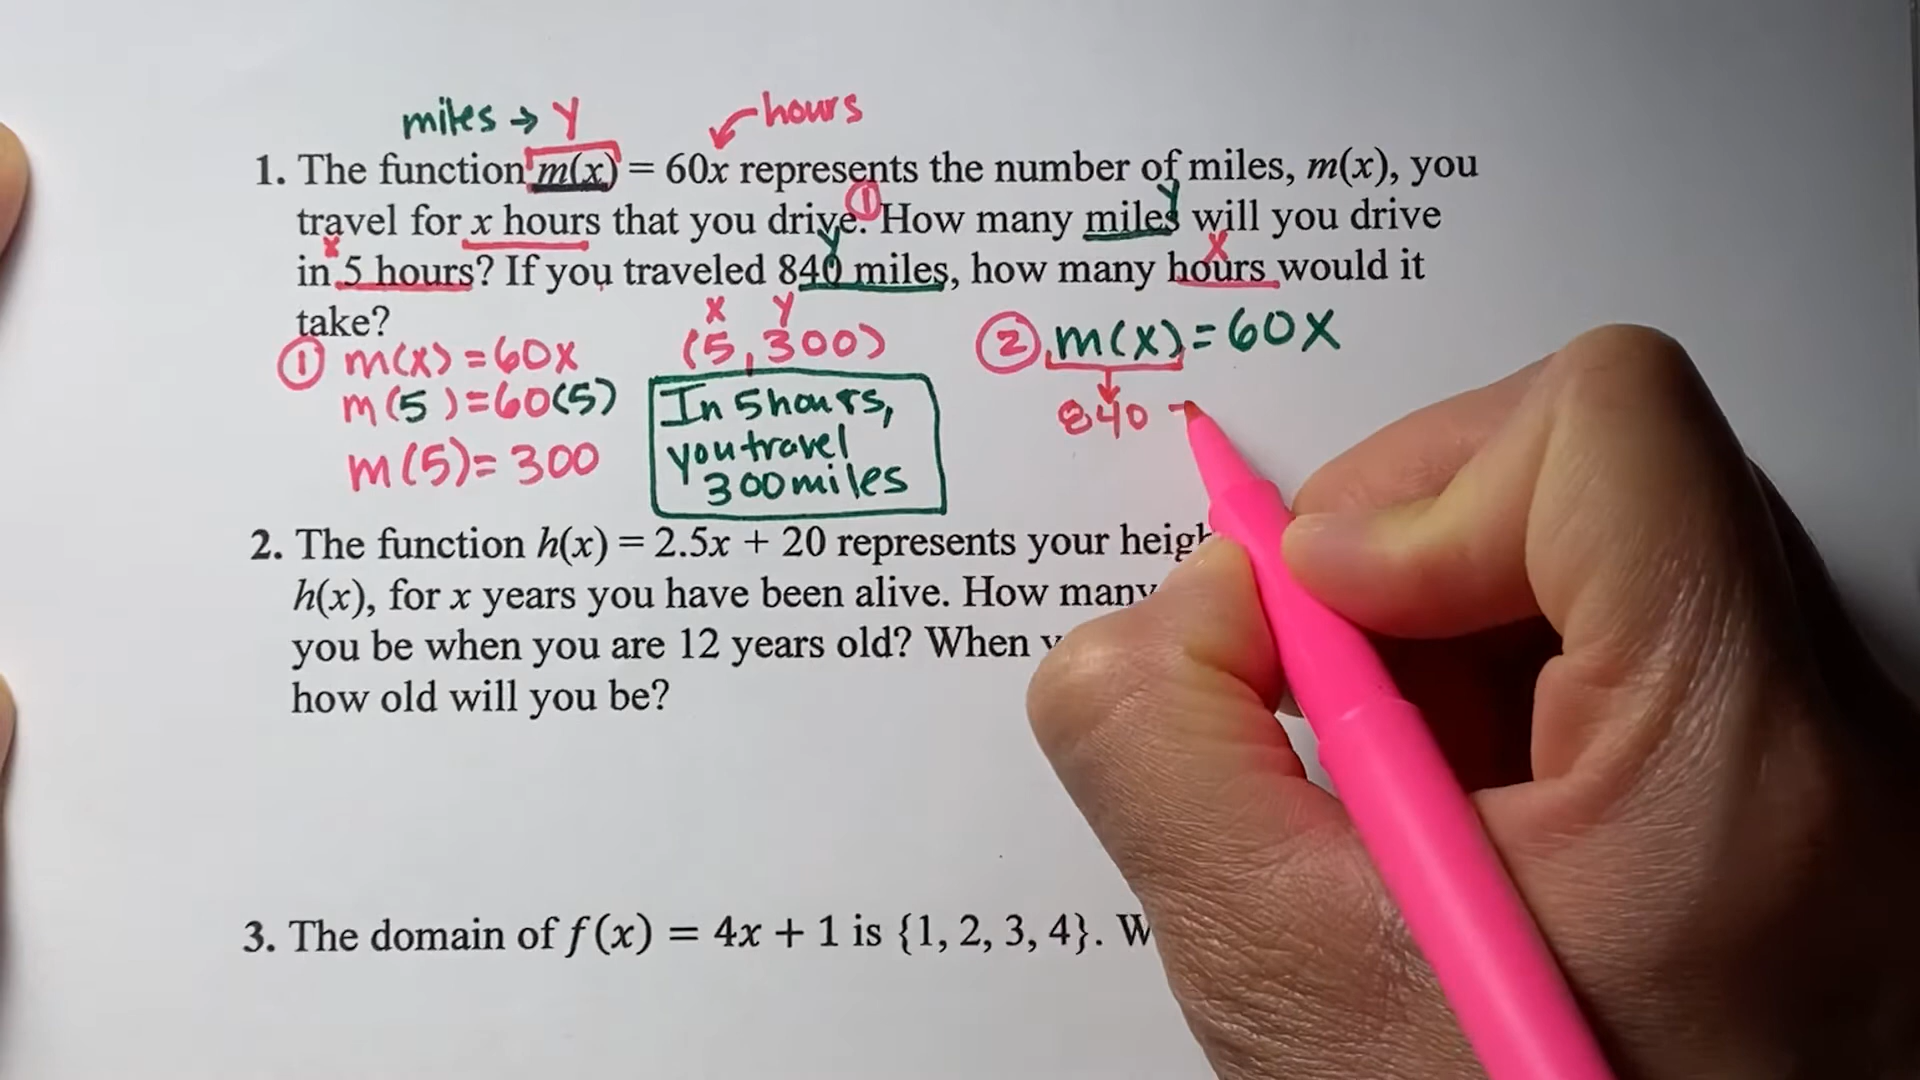 miles → Y
hours
1. The function m(x) = 60x represents the number of miles, m(x), you
travel for x hours that you drive. ① How many miles will you drive
Y
x
Y
x
in 5 hours? If you traveled 840 miles, how many hours would it
take?
① m(x) = 60x
m(5) = 60(5)
m(5) = 300
x y
(5, 300)
In 5 hours,
you travel
300 miles
② m(x) = 60x
840
2. The function h(x) = 2.5x + 20 represents your
h(x), for x years you have been alive. How many
you be when you are 12 years old? When
how old will you be?
3. The domain of f(x) = 4x + 1 is {1, 2, 3, 4}.